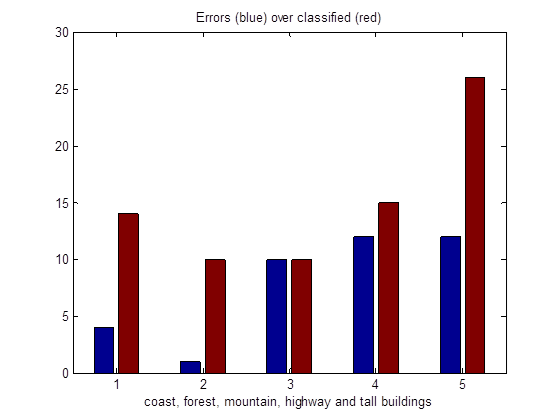 Errors (blue) over classified (red)
30
25
20
15
10
5
0
1 2 3 4 5
coast, forest, mountain, highway and tall buildings